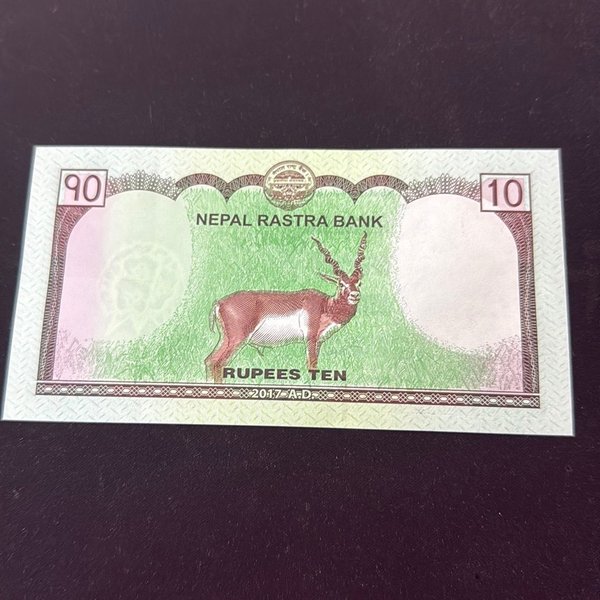 १०
10
NEPAL RASTRA BANK
RUPEES TEN
2017 A.D.